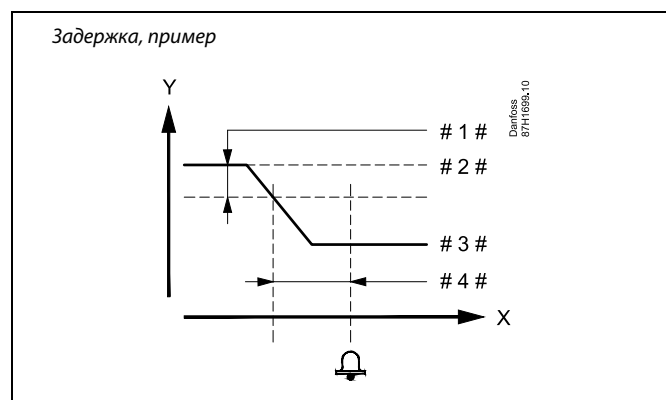 Задержка, пример
Y
Danfoss
87H1699.10
# 1 #
# 2 #
# 3 #
# 4 #
X